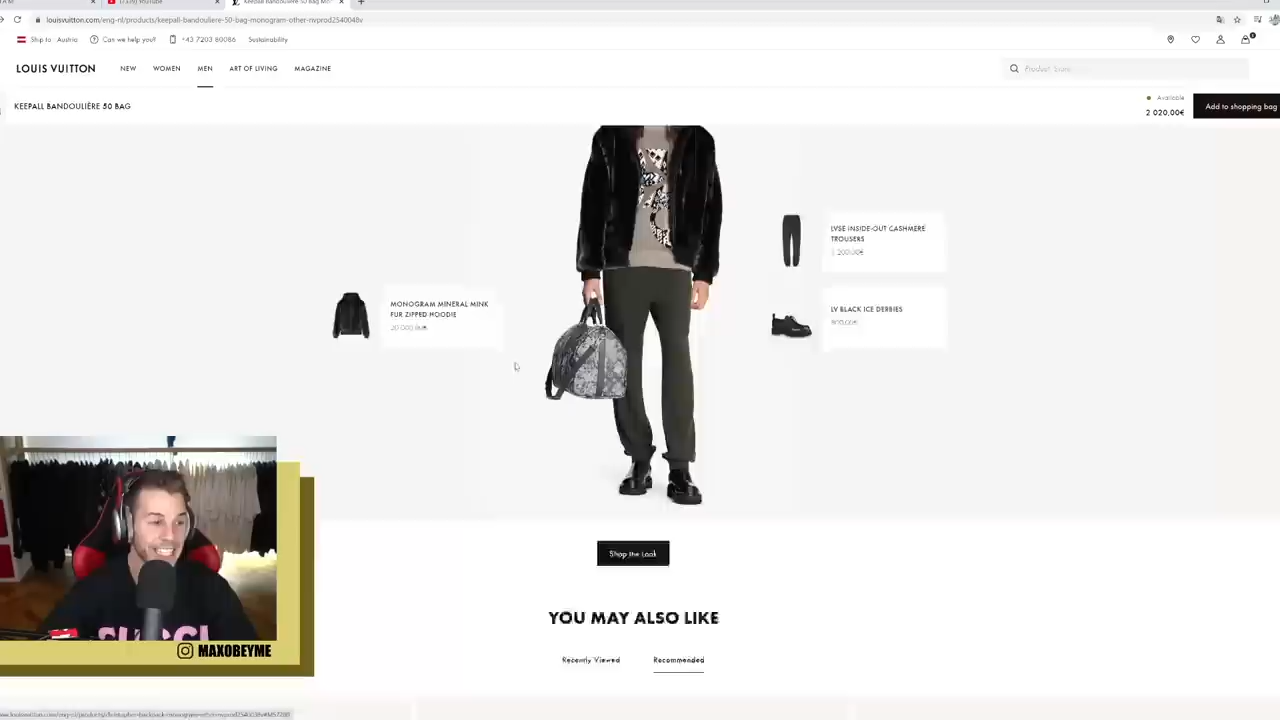 YouTube
louisvuitton.com/eng-nl/products/keepall-bandouliere-50-bag-monogram-other-nvprod2540048v
Ship to : Austria
Can we help you?
+43 7203 80086
Sustainability
LOUIS VUITTON
NEW
WOMEN
MEN
ART OF LIVING
MAGAZINE
KEEPALL BANDOULIÈRE 50 BAG
Available
2 020,00€
Add to shopping bag
LVSE INSIDE-OUT CASHMERE
TROUSERS
MONOGRAM MINERAL MINK
FUR ZIPPED HOODIE
LV BLACK ICE DERBIES
Shop the Look
YOU MAY ALSO LIKE
Recently Viewed
Recommended
MAXOBEYME